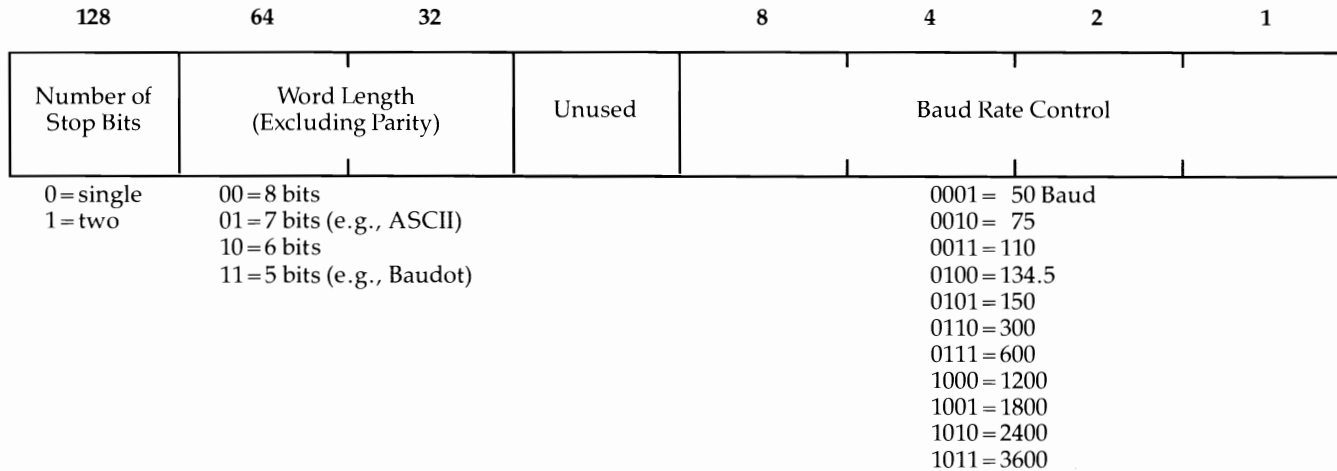 128 64 32 8 4 2 1
Number of Stop Bits
Word Length (Excluding Parity)
Unused
Baud Rate Control
0=single
1=two
00=8 bits
01=7 bits (e.g., ASCII)
10=6 bits
11=5 bits (e.g., Baudot)
0001= 50 Baud
0010= 75
0011=110
0100=134.5
0101=150
0110=300
0111=600
1000=1200
1001=1800
1010=2400
1011=3600